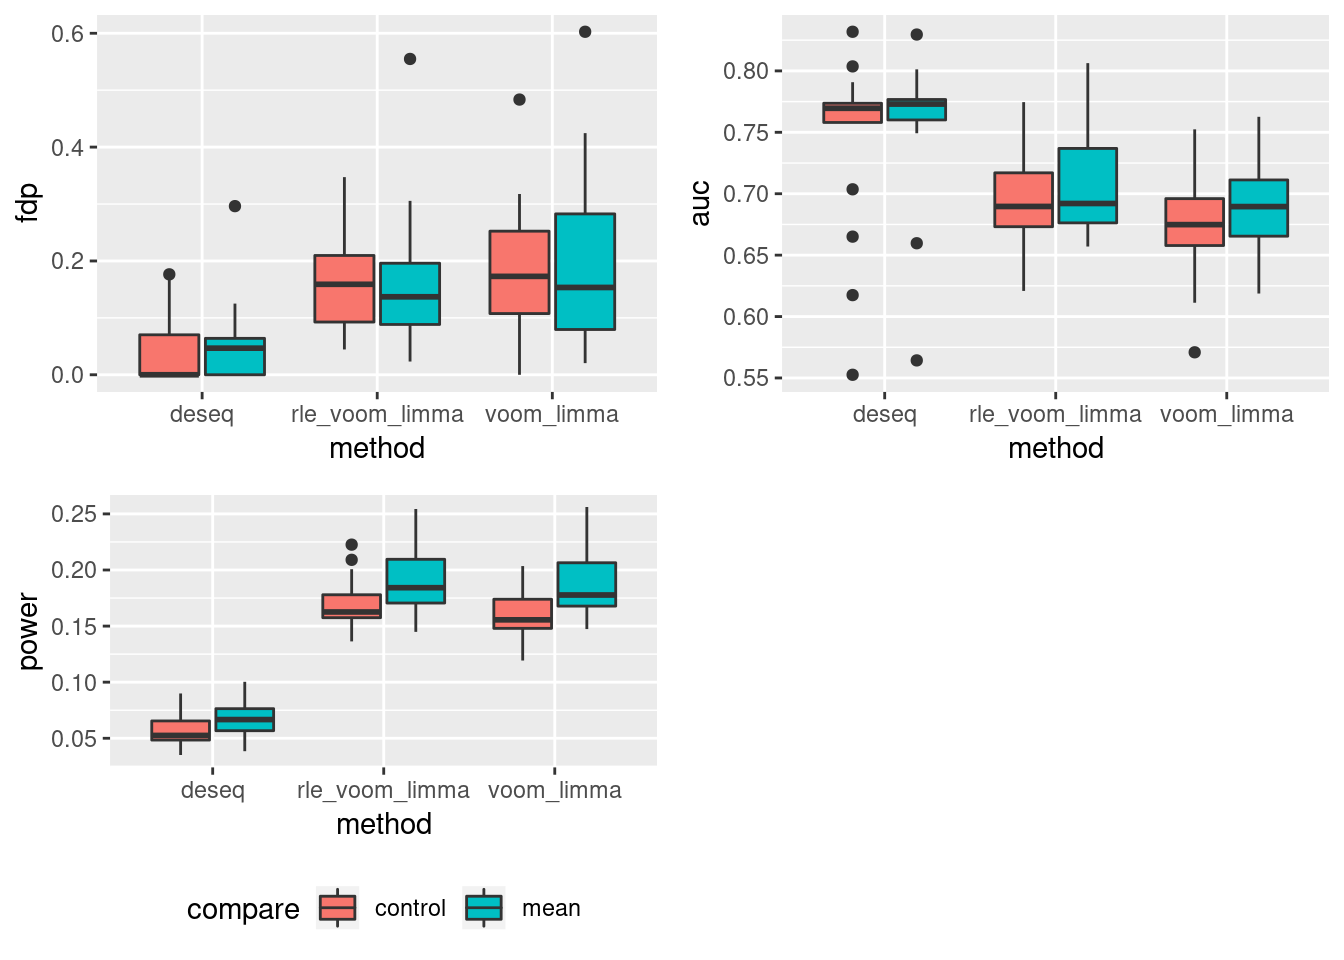 fdp
0.6
0.4
0.2
0.0
deseq rle_voom_limma voom_limma
method
auc
0.80
0.75
0.70
0.65
0.60
0.55
deseq rle_voom_limma voom_limma
method
power
0.25
0.20
0.15
0.10
0.05
deseq rle_voom_limma voom_limma
method
compare control mean